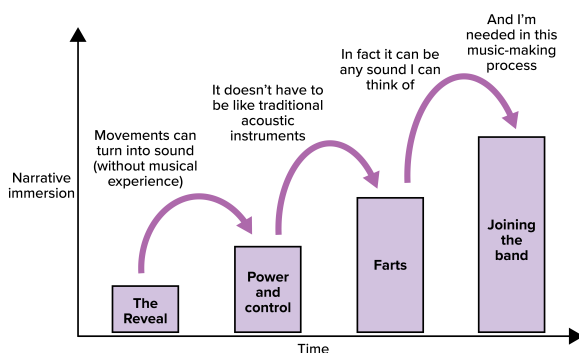 And I’m
needed in this
music-making
process
In fact it can be
any sound I can
think of
It doesn’t have to
be like traditional
acoustic
instruments
Movements can
turn into sound
(without musical
experience)
Narrative
immersion
The
Reveal
Power
and
control
Farts
Joining
the
band
Time